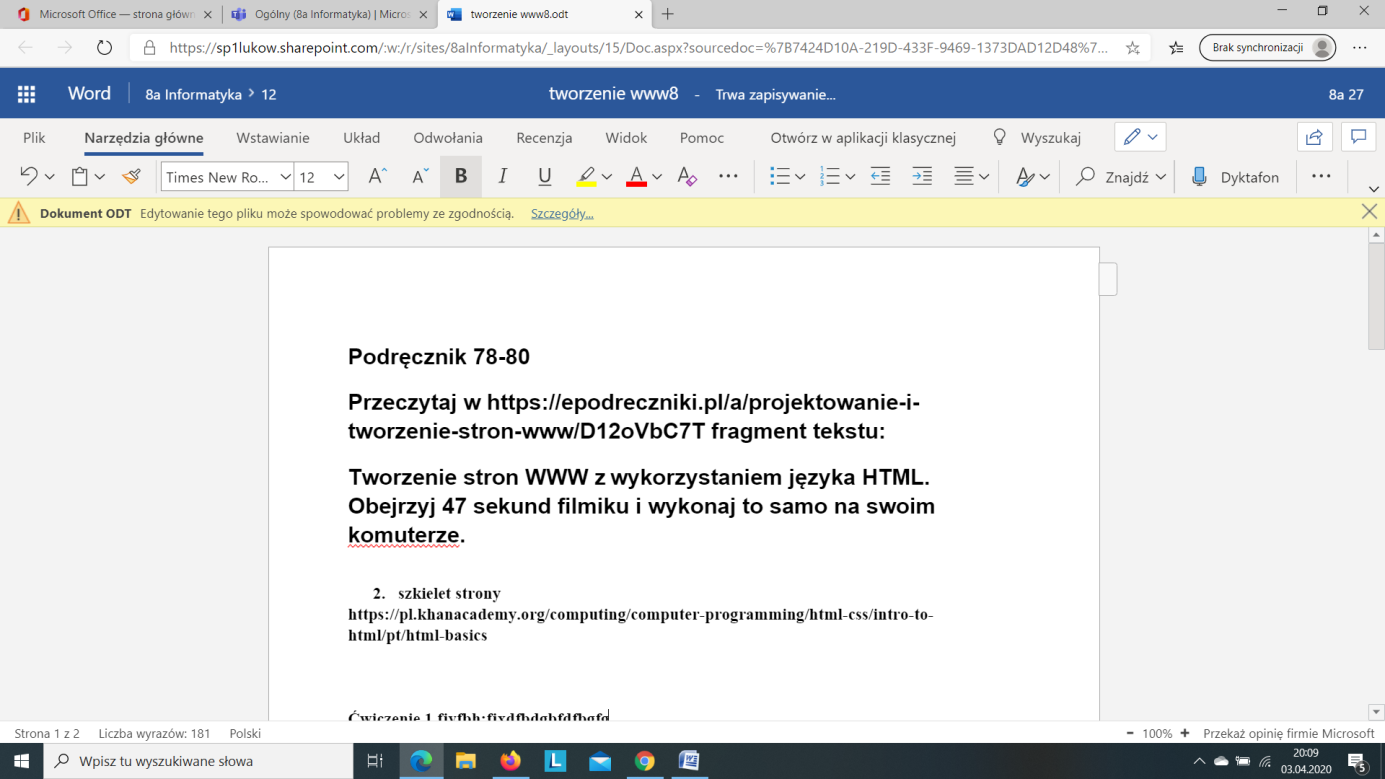 Microsoft Office — strona główn
Ogólny (8a Informatyka) | Micros
tworzenie www8.odt
https://sp1lukow.sharepoint.com/:w:/r/sites/8aInformatyka/_layouts/15/Doc.aspx?sourcedoc=%7B7424D10A-219D-433F-9469-1373DAD12D48%7...
Brak synchronizacji
Word
8a Informatyka > 12
tworzenie www8 - Trwa zapisywanie...
8a 27
Plik Narzędzia główne Wstawianie Układ Odwołania Recenzja Widok Pomoc Otwórz w aplikacji klasycznej Wyszukaj
Times New Ro... 12 Znajdź Dyktafon
Dokument ODT Edytowanie tego pliku może spowodować problemy ze zgodnością. Szczegóły...
Podręcznik 78-80
Przeczytaj w https://epodreczniki.pl/a/projektowanie-i-
tworzenie-stron-www/D12oVbC7T fragment tekstu:
Tworzenie stron WWW z wykorzystaniem języka HTML.
Obejrzyj 47 sekund filmiku i wykonaj to samo na swoim
komuterze.
2. szkielet strony
https://pl.khanacademy.org/computing/computer-programming/html-css/intro-to-
html/pt/html-basics
Ćwiczenie 1
Strona 1 z 2 Liczba wyrazów: 181 Polski
- 100% + Przekaż opinię firmie Microsoft
Wpisz tu wyszukiwane słowa
20:09
03.04.2020
5